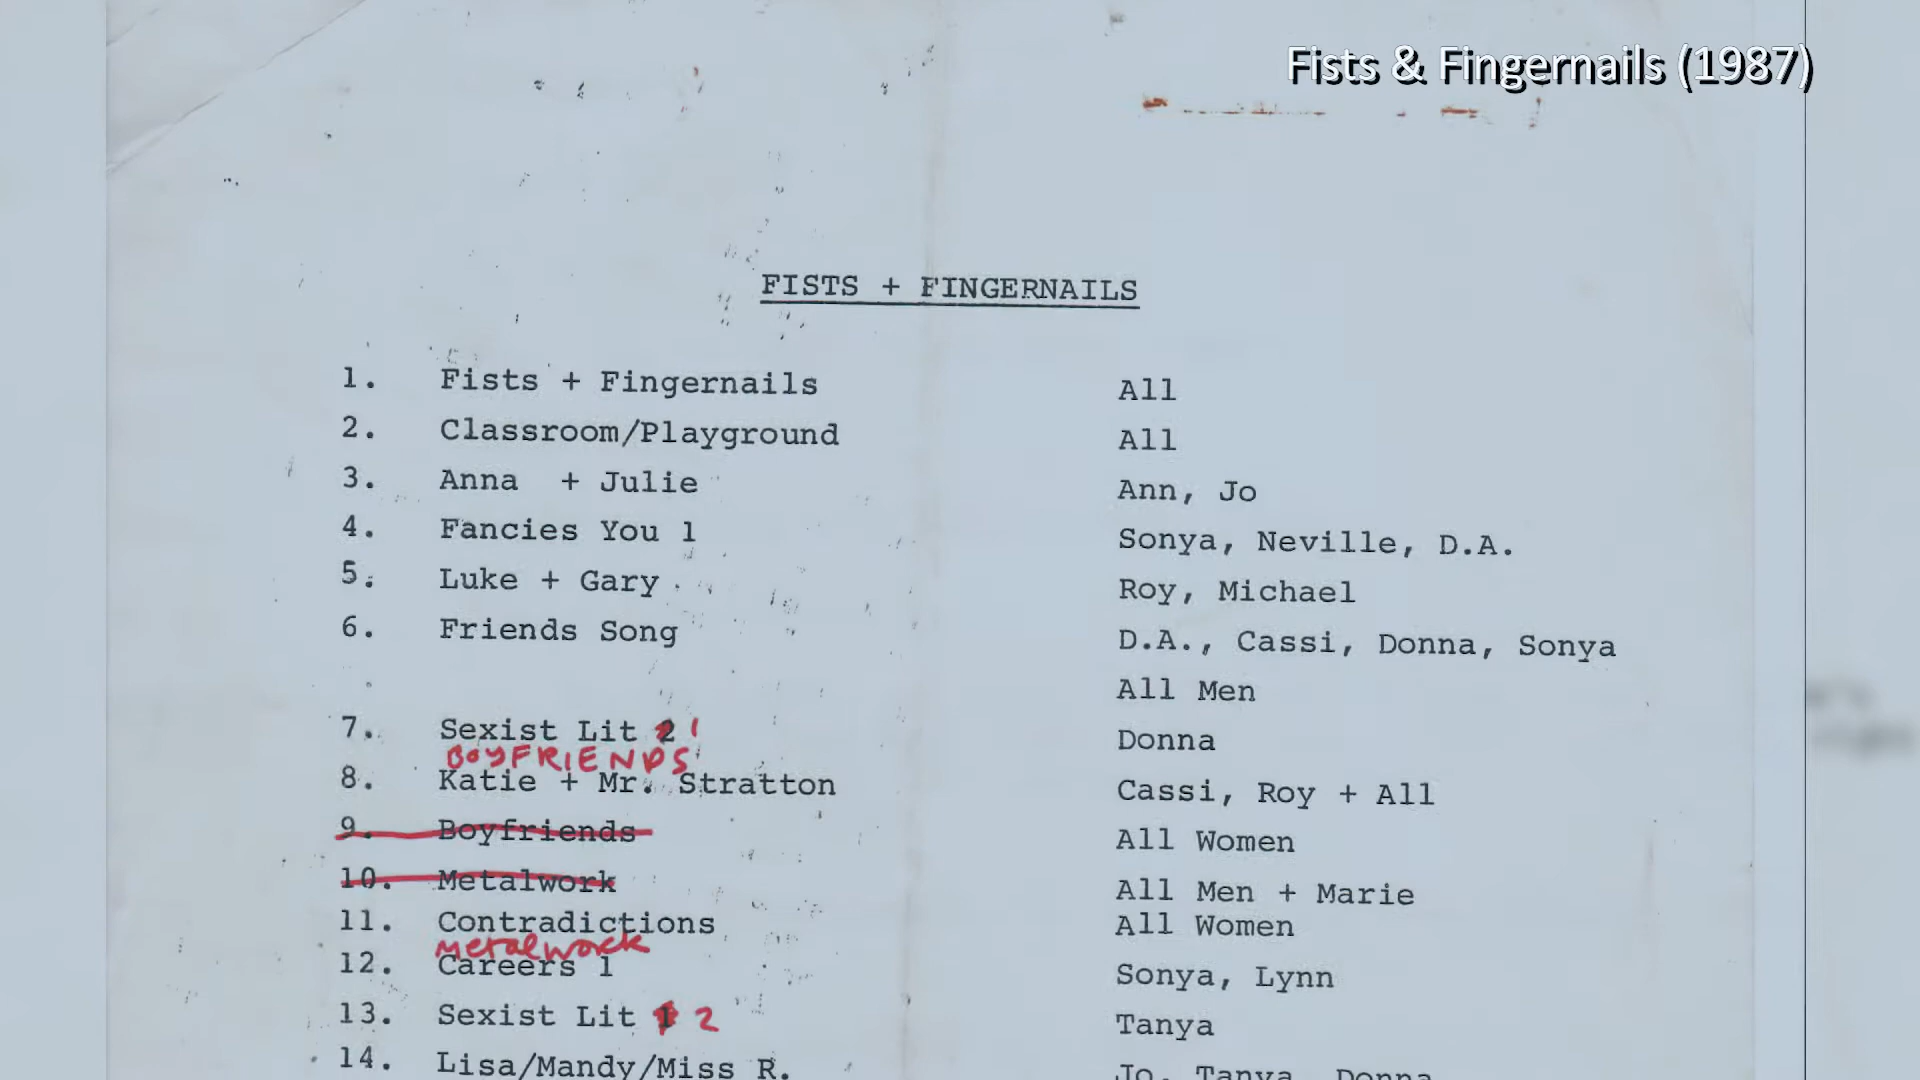 Fists & Fingernails (1987)
FISTS + FINGERNAILS
1. Fists + Fingernails All
2. Classroom/Playground All
3. Anna + Julie Ann, Jo
4. Fancies You 1 Sonya, Neville, D.A.
5. Luke + Gary Roy, Michael
6. Friends Song D.A., Cassi, Donna, Sonya
All Men
7. Sexist Lit 2 1 Donna
BOYFRIENDS
8. Katie + Mr. Stratton Cassi, Roy + All
9. Boyfriends All Women
10. Metalwork All Men + Marie
11. Contradictions All Women
metalwork
12. Careers 1 Sonya, Lynn
13. Sexist Lit 1 2 Tanya
14. Lisa/Mandy/Miss R. Jo, Tanya, Donna